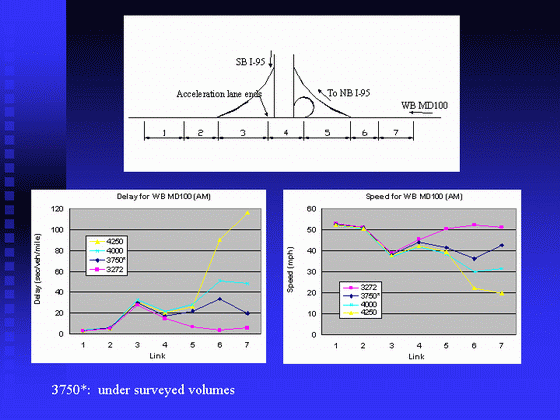 SB I-95
Acceleration lane ends
To NB I-95
WB MD100
1 2 3 4 5 6 7
Delay for WB MD100 (AM)
Delay (sec/veh/mile)
120
100
80
60
40
20
0
4250
4000
3750*
3272
1 2 3 4 5 6 7
Link
Speed for WB MD100 (AM)
Speed (mph)
60
50
40
30
20
10
0
3272
3750*
4000
4250
1 2 3 4 5 6 7
Link
3750*: under surveyed volumes